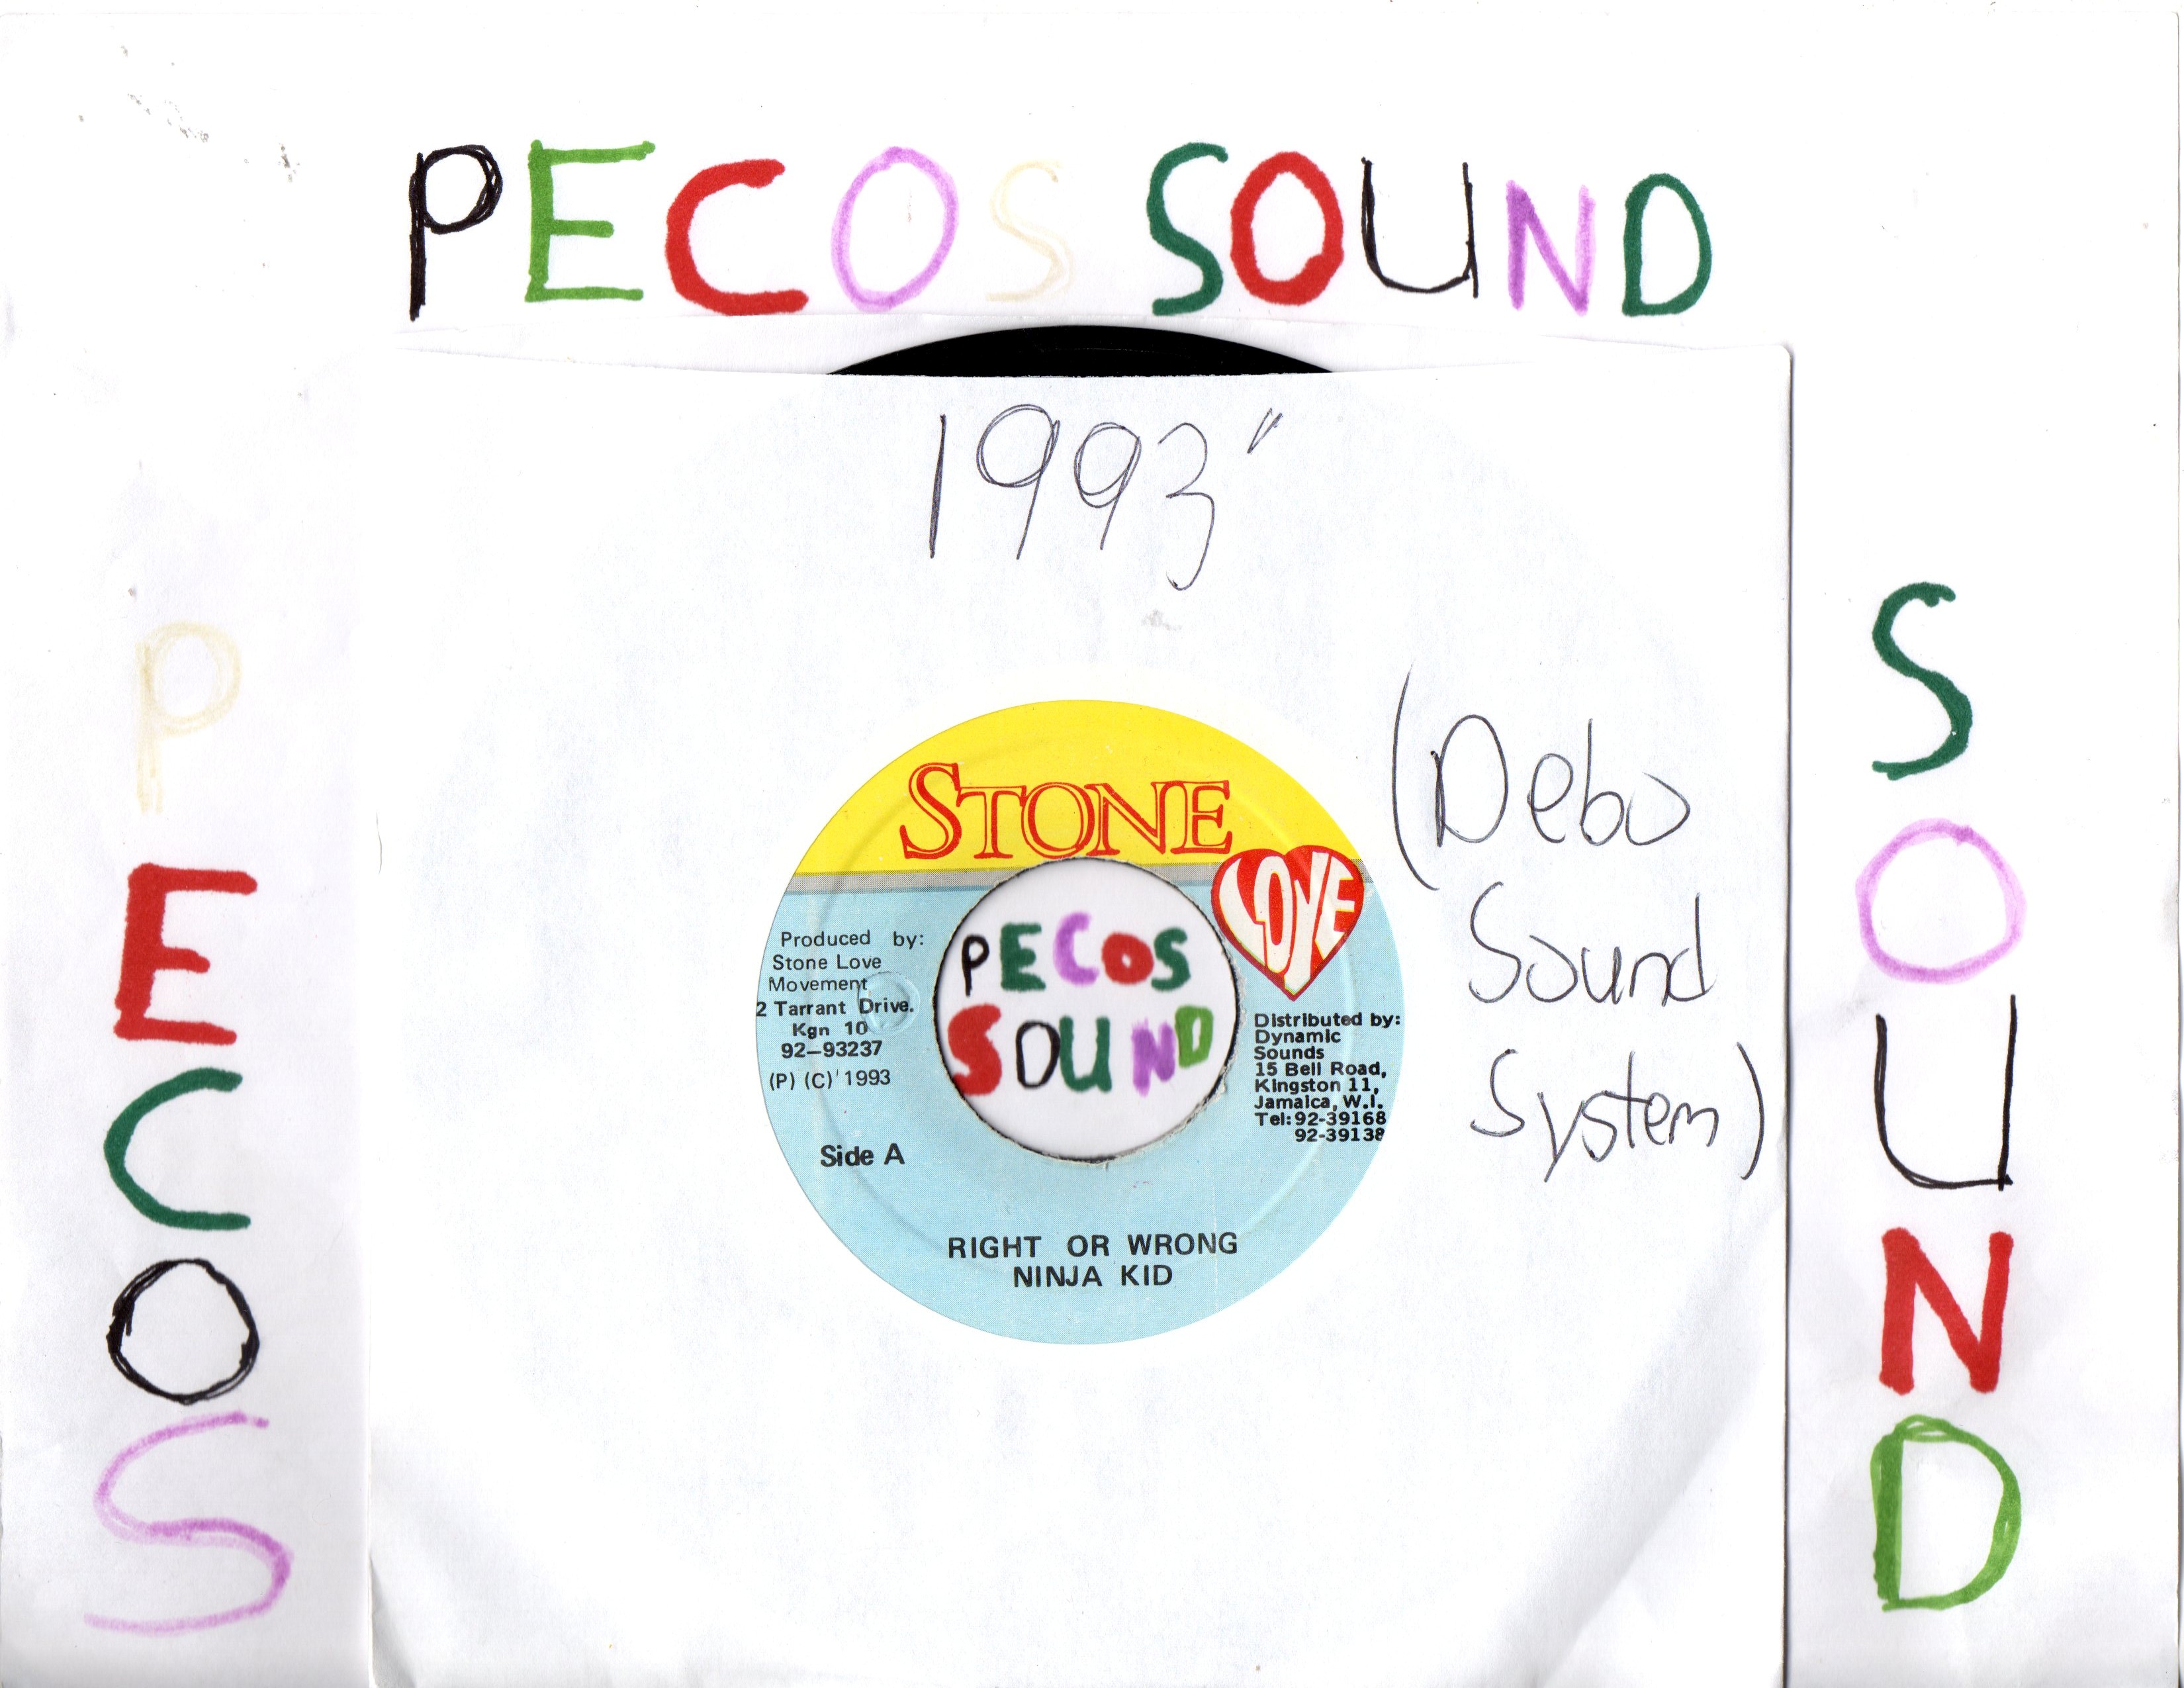 PECOS SOUND
1993"
(Debo
Sound
System)
PECOS
SOUND
STONE
LOVE
Produced by:
Stone Love
Movement
2 Tarrant Drive.
Kgn 10
92-93237
(P) (C)' 1993
Side A
PECOS
SOUND
Distributed by:
Dynamic
Sounds
15 Bell Road,
Kingston 11,
Jamaica, W.I.
Tel: 92-39168
92-39138
RIGHT OR WRONG
NINJA KID